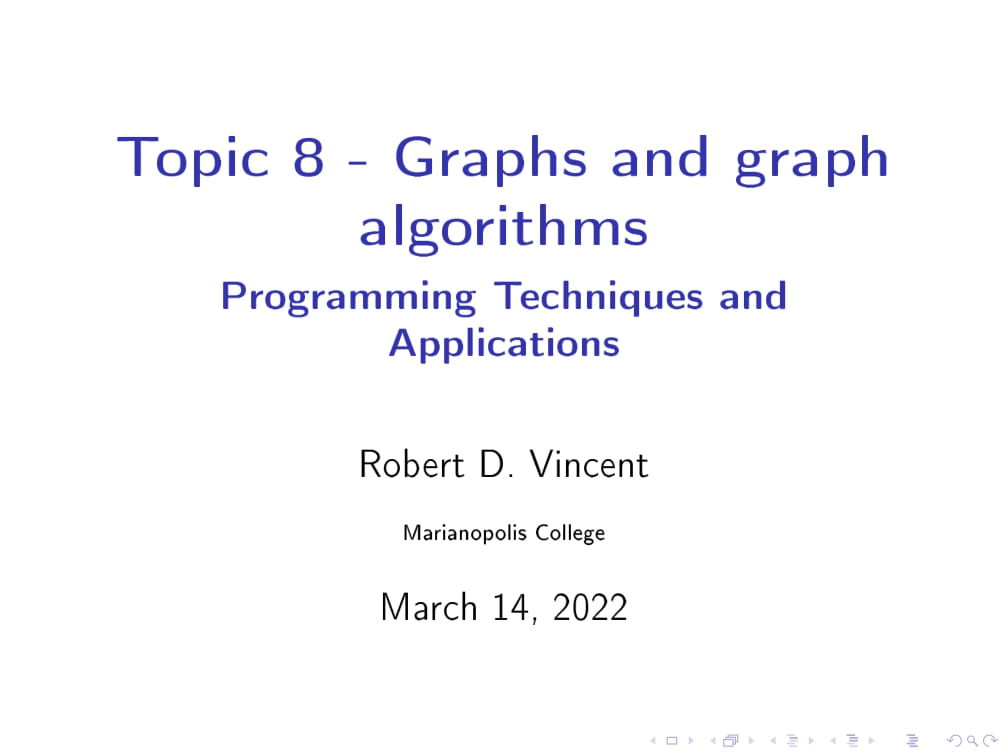 Topic 8 - Graphs and graph
algorithms
Programming Techniques and
Applications
Robert D. Vincent
Marianopolis College
March 14, 2022